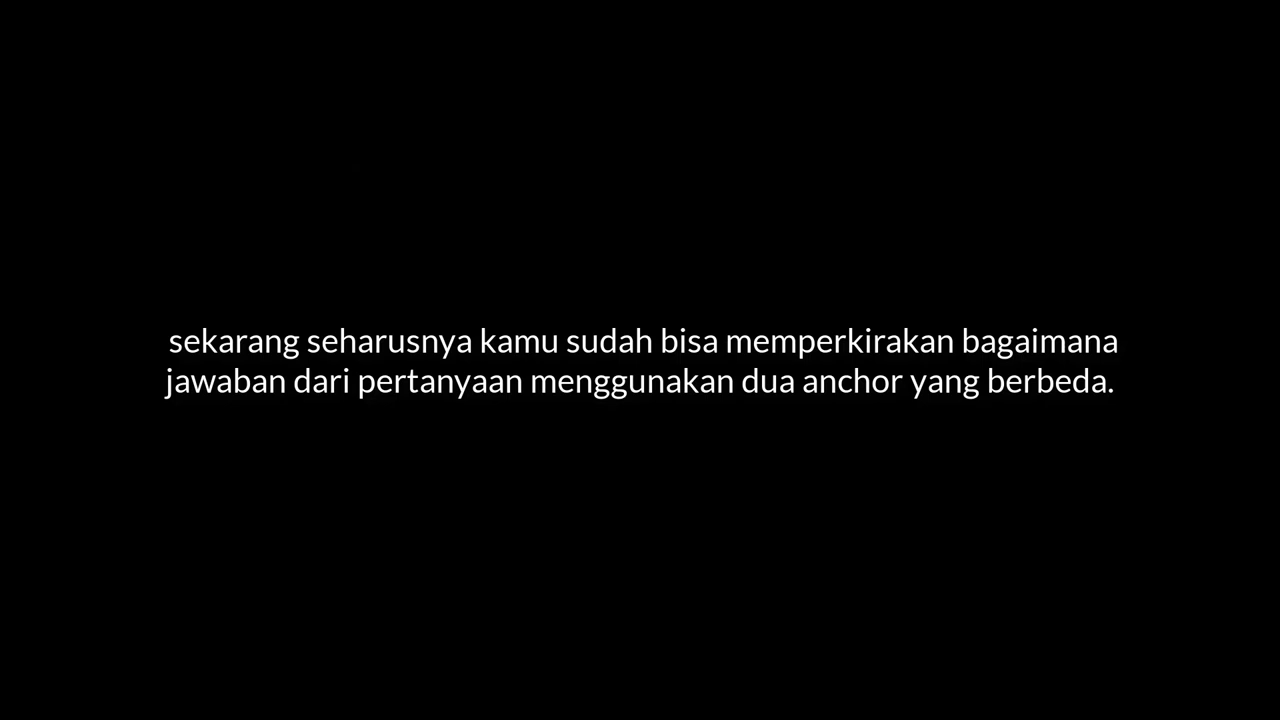 sekarang seharusnya kamu sudah bisa memperkirakan bagaimana
jawaban dari pertanyaan menggunakan dua anchor yang berbeda.